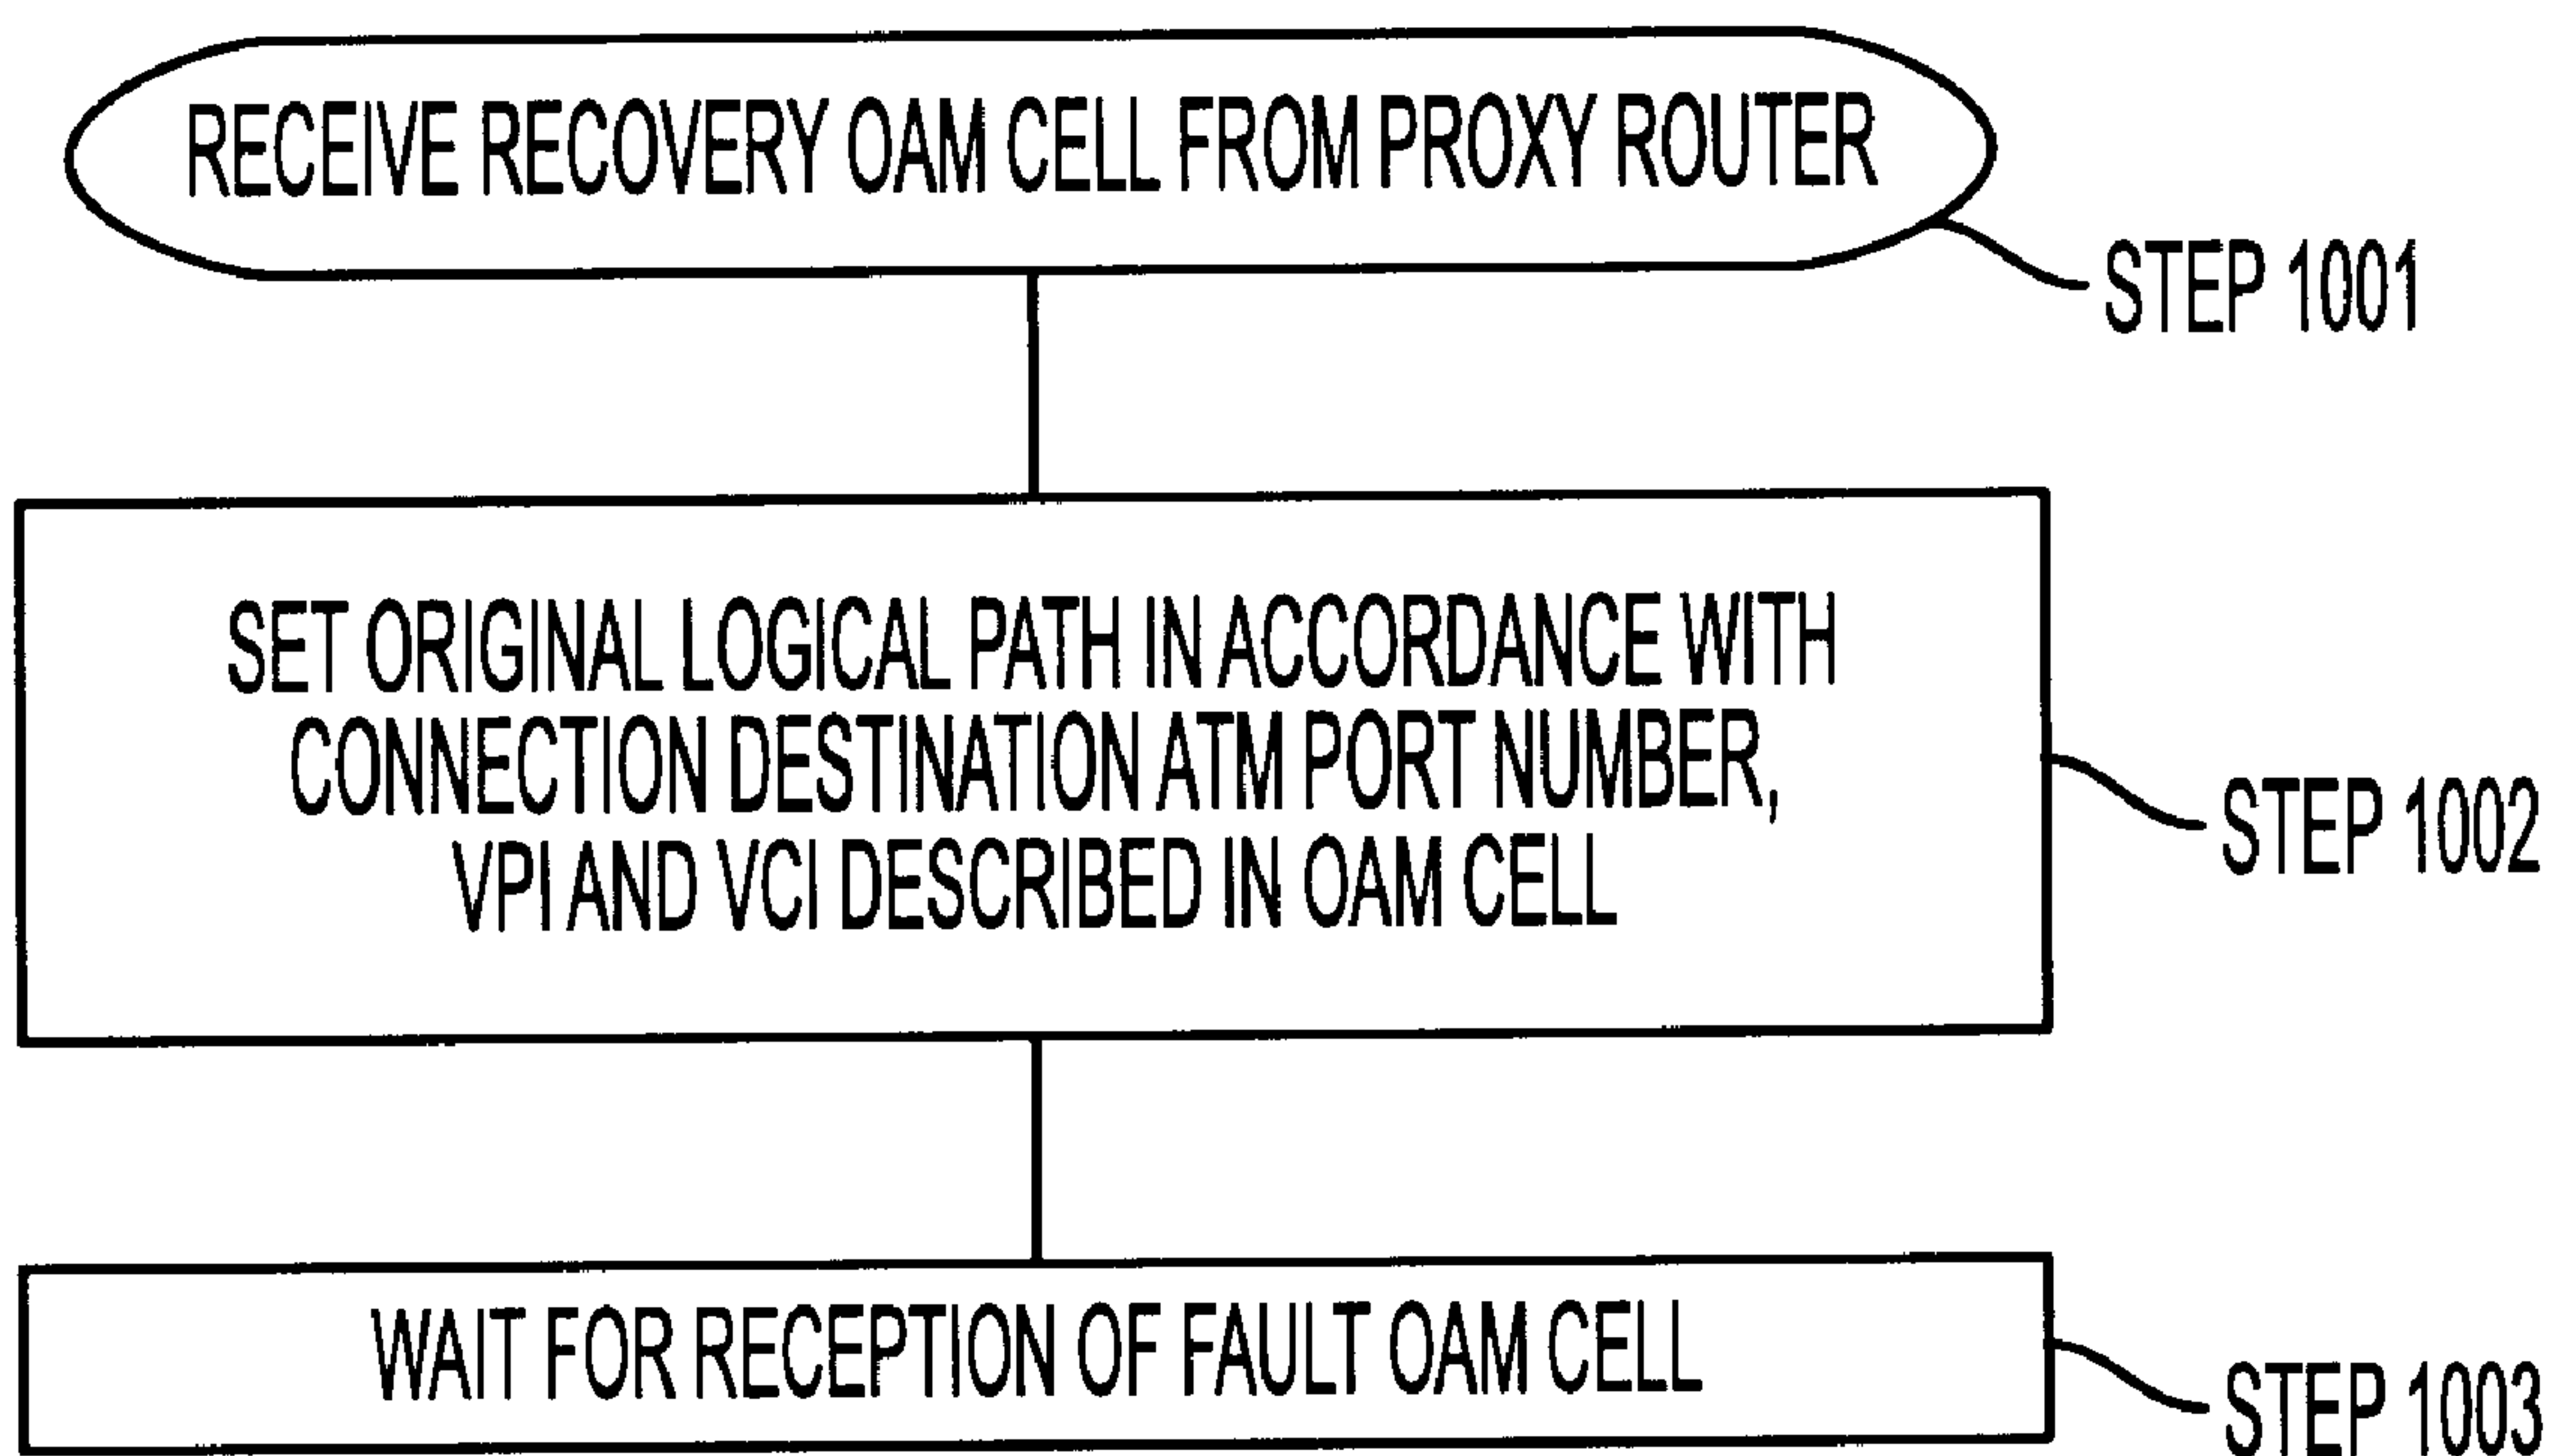 RECEIVE RECOVERY OAM CELL FROM PROXY ROUTER
STEP 1001
SET ORIGINAL LOGICAL PATH IN ACCORDANCE WITH
CONNECTION DESTINATION ATM PORT NUMBER,
VPI AND VCI DESCRIBED IN OAM CELL
STEP 1002
WAIT FOR RECEPTION OF FAULT OAM CELL
STEP 1003